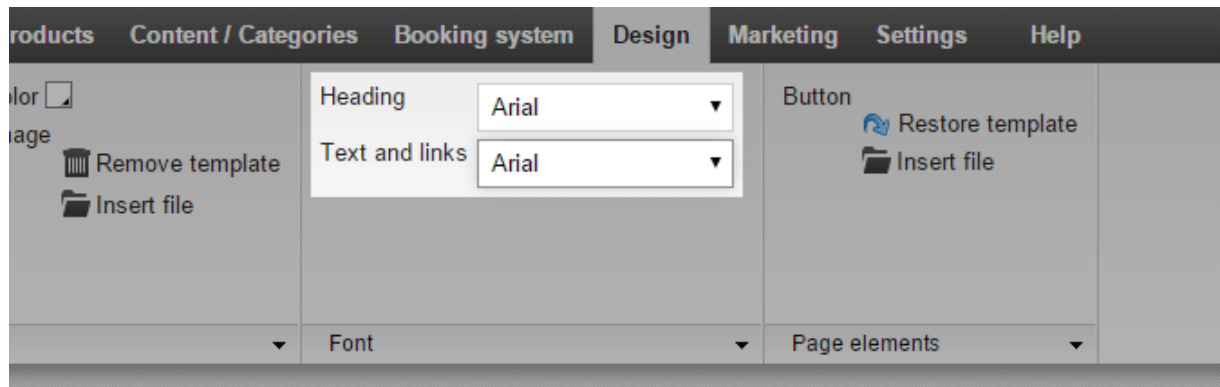 roducts Content / Categories Booking system Design Marketing Settings Help
olor
mage
Remove template
Insert file
Heading Arial
Text and links Arial
Button
Restore template
Insert file
Font
Page elements